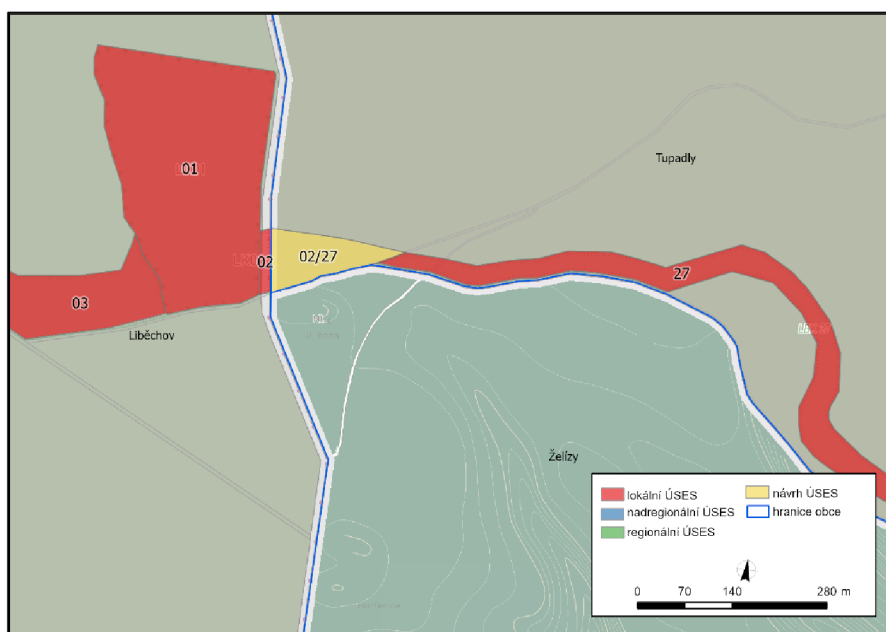 01
Tupadly
02
02/27
27
03
Liběchov
Želízy
lokální ÚSES
nadregionální ÚSES
regionální ÚSES
návrh ÚSES
hranice obce
0 70 140 280 m